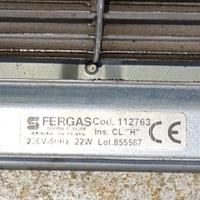 FERGAS Cod. 112763
Made in Italy Ins. CL. "H"
230V-50Hz 22W Lot.855587
CE